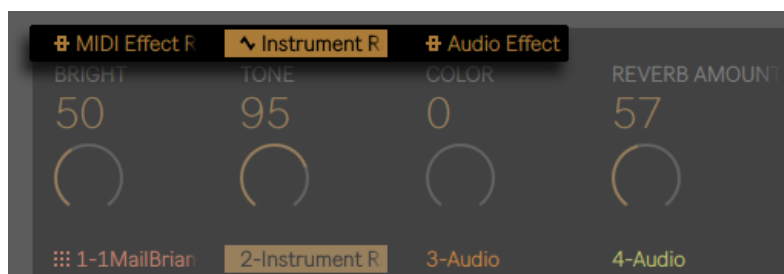 MIDI Effect R Instrument R Audio Effect
BRIGHT TONE COLOR REVERB AMOUNT
50 95 0 57
1-1MailBrian 2-Instrument R 3-Audio 4-Audio